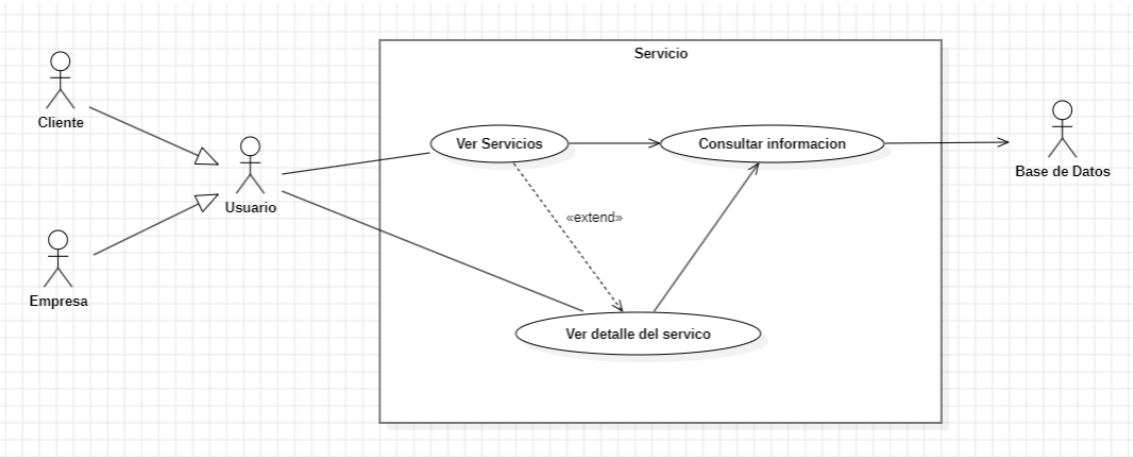 Servicio
Cliente
Ver Servicios
Consultar informacion
Base de Datos
Usuario
«extend»
Empresa
Ver detalle del servico